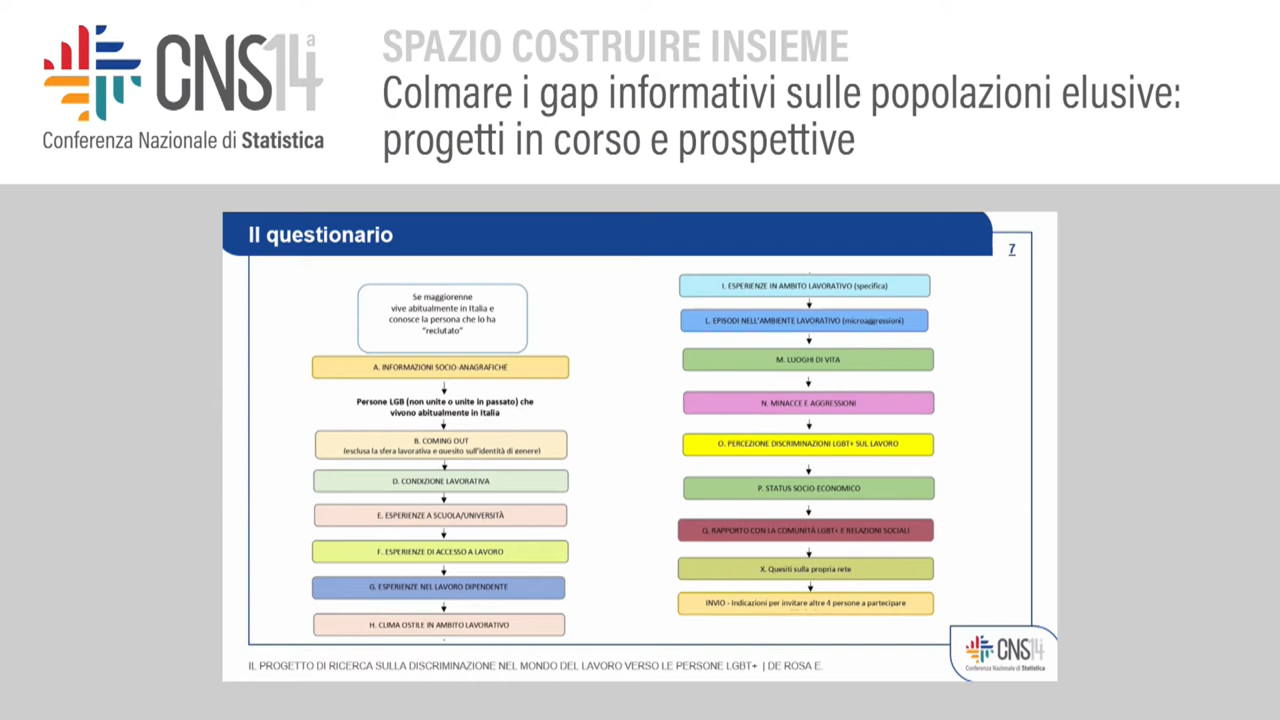 CNS14ª
Conferenza Nazionale di Statistica
SPAZIO COSTRUIRE INSIEME
Colmare i gap informativi sulle popolazioni elusive:
progetti in corso e prospettive
Il questionario
7
Se maggiorenne
vive abitualmente in Italia e
conosce la persona che lo ha
"reclutato"
A. INFORMAZIONI SOCIO-ANAGRAFICHE
Persone LGB (non unite o unite in passato) che
vivono abitualmente in Italia
B. COMING OUT
(esclusa la sfera lavorativa e quesito sull'identità di genere)
D. CONDIZIONE LAVORATIVA
E. ESPERIENZE A SCUOLA/UNIVERSITÀ
F. ESPERIENZE DI ACCESSO A LAVORO
G. ESPERIENZE NEL LAVORO DIPENDENTE
H. CLIMA OSTILE IN AMBITO LAVORATIVO
I. ESPERIENZE IN AMBITO LAVORATIVO (specifica)
L. EPISODI NELL'AMBIENTE LAVORATIVO (microaggressioni)
M. LUOGHI DI VITA
N. MINACCE E AGGRESSIONI
O. PERCEZIONE DISCRIMINAZIONI LGBT+ SUL LAVORO
P. STATUS SOCIO-ECONOMICO
Q. RAPPORTO CON LA COMUNITÀ LGBT+ E RELAZIONI SOCIALI
X. Quesiti sulla propria rete
INVIO - Indicazioni per invitare altre 4 persone a partecipare
IL PROGETTO DI RICERCA SULLA DISCRIMINAZIONE NEL MONDO DEL LAVORO VERSO LE PERSONE LGBT+ | DE ROSA E.
CNS14
Conferenza Nazionale di Statistica